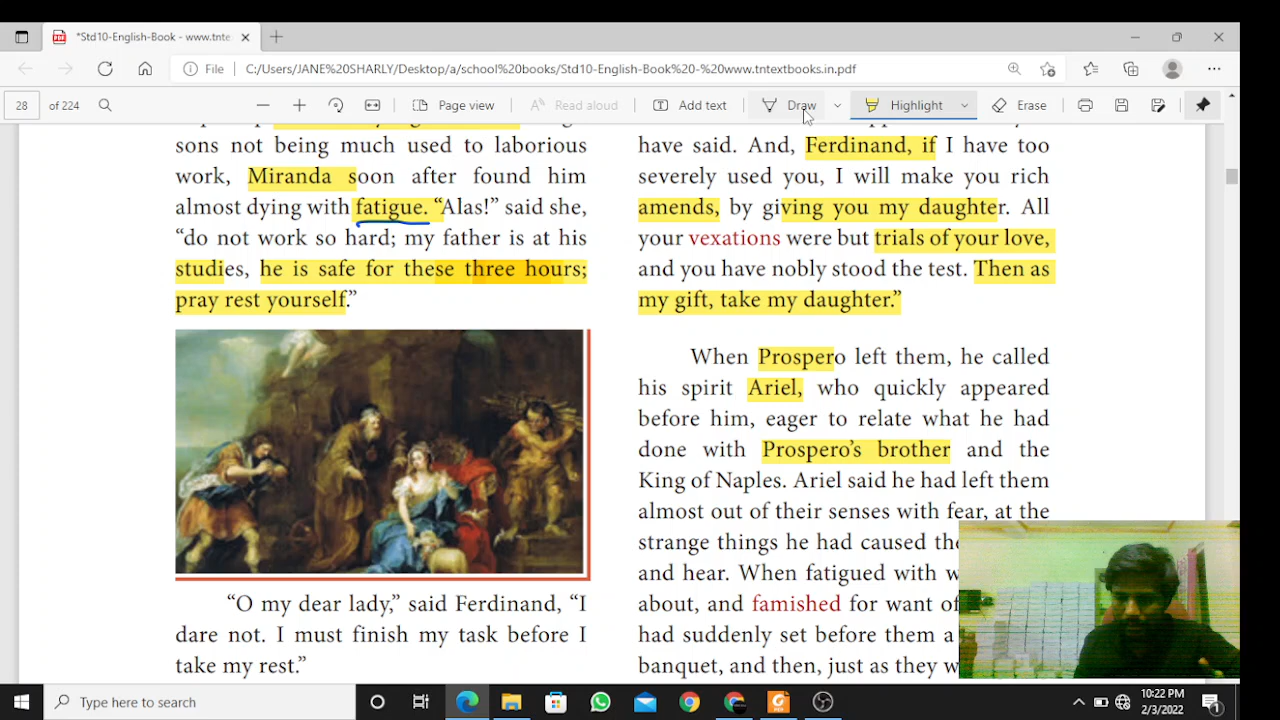 *Std10-English-Book - www.tnte
File C:/Users/JANE%20SHARLY/Desktop/a/school%20books/Std10-English-Book%20-%20www.tntextbooks.in.pdf
28 of 224 Page view Read aloud Add text Draw Highlight Erase
sons not being much used to laborious
work, Miranda soon after found him
almost dying with fatigue. “Alas!” said she,
“do not work so hard; my father is at his
studies, he is safe for these three hours;
pray rest yourself.”
“O my dear lady,” said Ferdinand, “I
dare not. I must finish my task before I
take my rest.”
have said. And, Ferdinand, if I have too
severely used you, I will make you rich
amends, by giving you my daughter. All
your vexations were but trials of your love,
and you have nobly stood the test. Then as
my gift, take my daughter.”
When Prospero left them, he called
his spirit Ariel, who quickly appeared
before him, eager to relate what he had
done with Prospero’s brother and the
King of Naples. Ariel said he had left them
almost out of their senses with fear, at the
strange things he had caused
and hear. When fatigued with
about, and famished for want of
had suddenly set before them a
banquet, and then, just as they
Type here to search
10:22 PM
2/3/2022
1